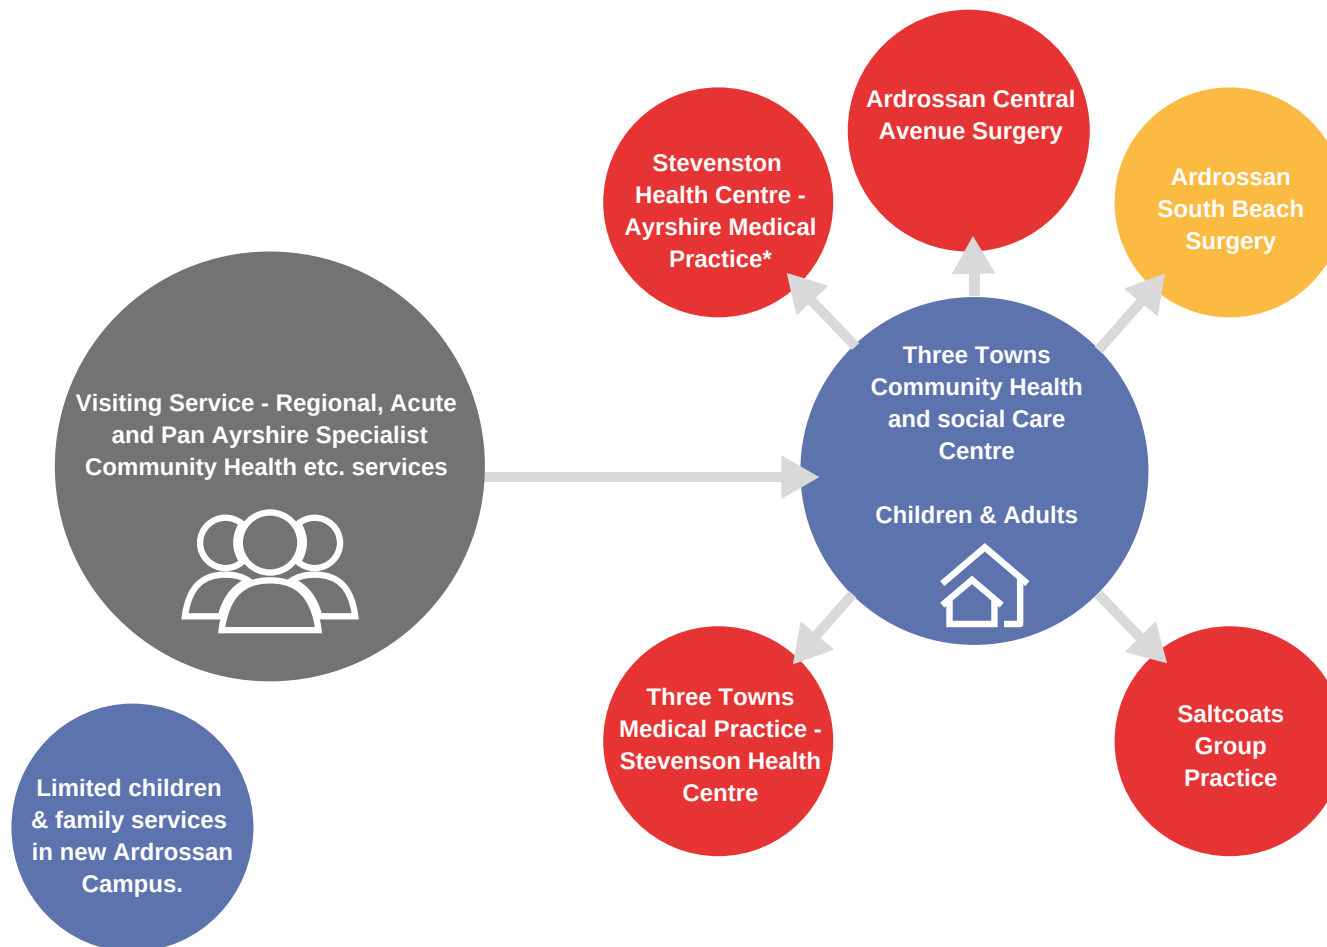 Ardrossan Central
Avenue Surgery
Stevenston
Health Centre -
Ayrshire Medical
Practice*
Ardrossan
South Beach
Surgery
Visiting Service - Regional, Acute
and Pan Ayrshire Specialist
Community Health etc. services
Three Towns
Community Health
and social Care
Centre
Children & Adults
Three Towns
Medical Practice -
Stevenson Health
Centre
Saltcoats
Group
Practice
Limited children
& family services
in new Ardrossan
Campus.